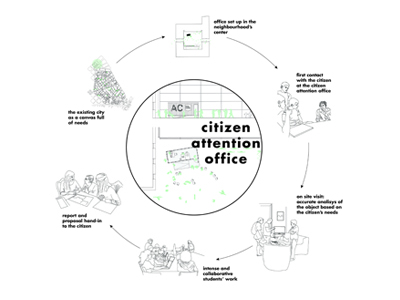 office set up in the
neighbourhood's
center
first contact
with the citizen
at the citizen
attention office
the existing city
as a canvas full
of needs
AC
citizen
attention
office
on site visit:
accurate analisys of
the object based on
the citizen's needs
report and
proposal hand-in
to the citizen
intense and
collaborative
students' work